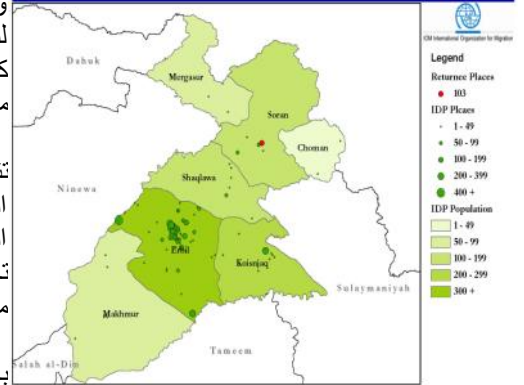 IOM International Organization for Migration
Legend
Returnee Places
103
IDP Plcaes
1 - 49
50 - 99
100 - 199
200 - 399
400 +
IDP Population
1 - 49
50 - 99
100 - 199
200 - 299
300 +
Dahuk
Mergasur
Soran
Choman
Shaqlawa
Ninewa
Erbil
Koisnjaq
Sulaymaniyah
Makhmur
Tameem
Salah al-Din